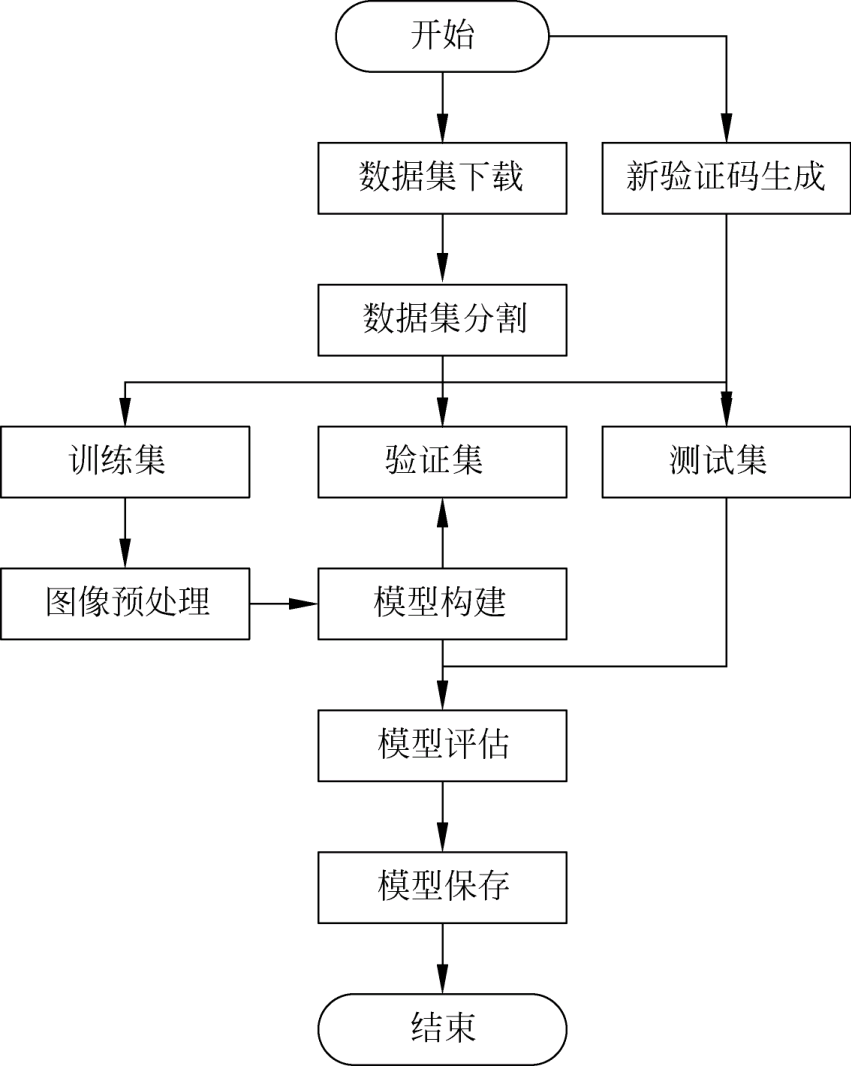 开始
数据集下载
新验证码生成
数据集分割
训练集
验证集
测试集
图像预处理
模型构建
模型评估
模型保存
结束